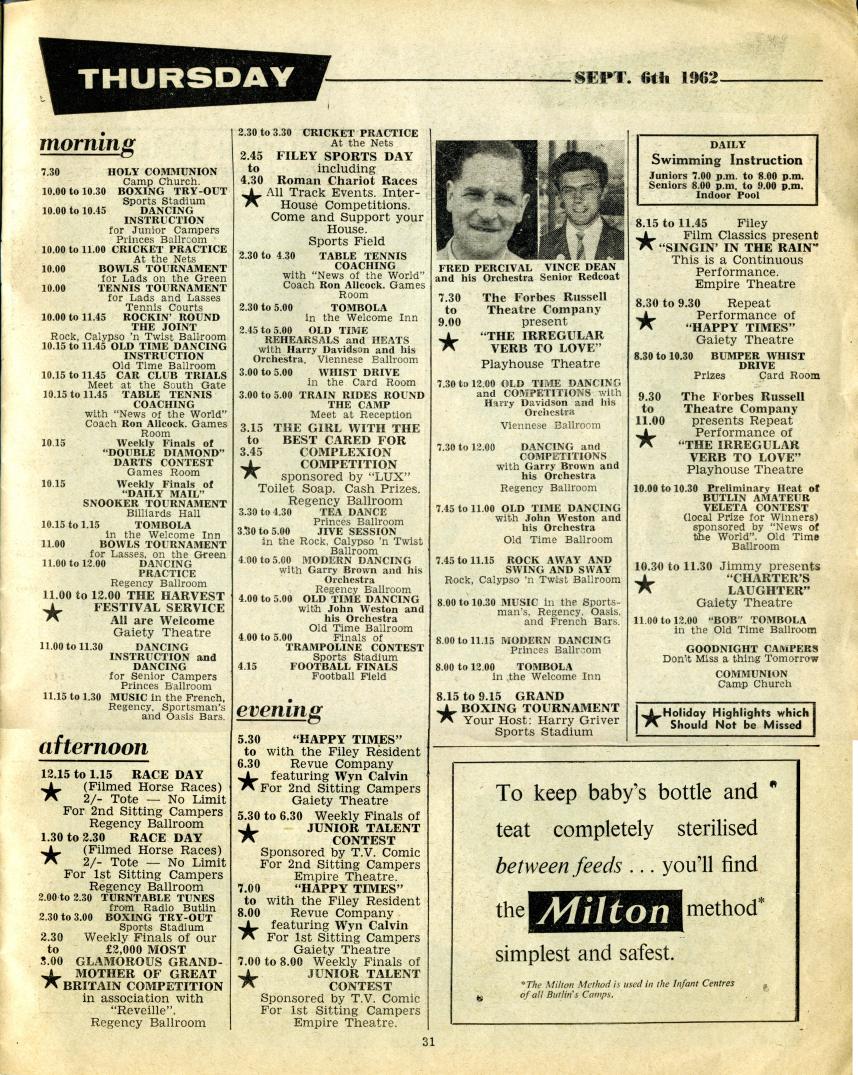 THURSDAY
SEPT. 6th 1962
morning
7.30 HOLY COMMUNION
Camp Church.
10.00 to 10.30 BOXING TRY-OUT
Sports Stadium
10.00 to 10.45 DANCING
INSTRUCTION
for Junior Campers
Princes Ballroom
10.00 to 11.00 CRICKET PRACTICE
At the Nets
10.00 BOWLS TOURNAMENT
for Lads on the Green
10.00 TENNIS TOURNAMENT
for Lads and Lasses
Tennis Courts
10.00 to 11.45 ROCKIN' ROUND
THE JOINT
Rock, Calypso 'n Twist Ballroom
10.15 to 11.45 OLD TIME DANCING
INSTRUCTION
Old Time Ballroom
10.15 to 11.45 CAR CLUB TRIALS
Meet at the South Gate
10.15 to 11.45 TABLE TENNIS
COACHING
with "News of the World"
Coach Ron Allcock. Games
Room
10.15 Weekly Finals of
"DOUBLE DIAMOND"
DARTS CONTEST
Games Room
10.15 Weekly Finals of
"DAILY MAIL"
SNOOKER TOURNAMENT
Billiards Hall
10.15 to 1.15 TOMBOLA
in the Welcome Inn
11.00 BOWLS TOURNAMENT
for Lasses, on the Green
11.00 to 12.00 DANCING
PRACTICE
Regency Ballroom
11.00 to 12.00 THE HARVEST
FESTIVAL SERVICE
All are Welcome
Gaiety Theatre
11.00 to 11.30 DANCING
INSTRUCTION and
DANCING
for Senior Campers
Princes Ballroom
11.15 to 1.30 MUSIC in the French,
Regency, Sportsman's
and Oasis Bars.
afternoon
12.15 to 1.15 RACE DAY
(Filmed Horse Races)
2/- Tote — No Limit
For 2nd Sitting Campers
Regency Ballroom
1.30 to 2.30 RACE DAY
(Filmed Horse Races)
2/- Tote — No Limit
For 1st Sitting Campers
Regency Ballroom
2.00 to 2.30 TURNTABLE TUNES
from Radio Butlin
2.30 to 3.00 BOXING TRY-OUT
Sports Stadium
2.30 Weekly Finals of our
to £2,000 MOST
3.00 GLAMOROUS GRAND-
MOTHER OF GREAT
BRITAIN COMPETITION
in association with
"Reveille".
Regency Ballroom
2.30 to 3.30 CRICKET PRACTICE
At the Nets
2.45 FILEY SPORTS DAY
to including
4.30 Roman Chariot Races
All Track Events. Inter-
House Competitions.
Come and Support your
House.
Sports Field
2.30 to 4.30 TABLE TENNIS
COACHING
with "News of the World"
Coach Ron Allcock. Games
Room
2.30 to 5.00 TOMBOLA
in the Welcome Inn
2.45 to 5.00 OLD TIME
REHEARSALS and HEATS
with Harry Davidson and his
Orchestra. Viennese Ballroom
3.00 to 5.00 WHIST DRIVE
in the Card Room
3.00 to 5.00 TRAIN RIDES ROUND
THE CAMP
Meet at Reception
3.15 THE GIRL WITH THE
to BEST CARED FOR
3.45 COMPLEXION
COMPETITION
sponsored by "LUX"
Toilet Soap. Cash Prizes.
Regency Ballroom
3.30 to 4.30 TEA DANCE
Princes Ballroom
3.30 to 5.00 JIVE SESSION
in the Rock, Calypso 'n Twist
Ballroom
4.00 to 5.00 MODERN DANCING
with Garry Brown and his
Orchestra
Regency Ballroom
4.00 to 5.00 OLD TIME DANCING
with John Weston and
his Orchestra
Old Time Ballroom
4.00 to 5.00 Finals of
TRAMPOLINE CONTEST
Sports Stadium
4.15 FOOTBALL FINALS
Football Field
evening
5.30 "HAPPY TIMES"
to with the Filey Resident
6.30 Revue Company
featuring Wyn Calvin
For 2nd Sitting Campers
Gaiety Theatre
5.30 to 6.30 Weekly Finals of
JUNIOR TALENT
CONTEST
Sponsored by T.V. Comic
For 2nd Sitting Campers
Empire Theatre.
7.00 "HAPPY TIMES"
to with the Filey Resident
8.00 Revue Company
featuring Wyn Calvin
For 1st Sitting Campers
Gaiety Theatre
7.00 to 8.00 Weekly Finals of
JUNIOR TALENT
CONTEST
Sponsored by T.V. Comic
For 1st Sitting Campers
Empire Theatre.
FRED PERCIVAL VINCE DEAN
and his Orchestra Senior Redcoat
7.30 The Forbes Russell
to Theatre Company
9.00 present
"THE IRREGULAR
VERB TO LOVE"
Playhouse Theatre
7.30 to 12.00 OLD TIME DANCING
and COMPETITIONS with
Harry Davidson and his
Orchestra
Viennese Ballroom
7.30 to 12.00 DANCING and
COMPETITIONS
with Garry Brown and
his Orchestra
Regency Ballroom
7.45 to 11.00 OLD TIME DANCING
with John Weston and
his Orchestra
Old Time Ballroom
7.45 to 11.15 ROCK AWAY AND
SWING AND SWAY
Rock, Calypso 'n Twist Ballroom
8.00 to 10.30 MUSIC in the Sports-
man's, Regency, Oasis,
and French Bars.
8.00 to 11.15 MODERN DANCING
Princes Ballroom
8.00 to 12.00 TOMBOLA
in the Welcome Inn
8.15 to 9.15 GRAND
BOXING TOURNAMENT
Your Host: Harry Griver
Sports Stadium
DAILY
Swimming Instruction
Juniors 7.00 p.m. to 8.00 p.m.
Seniors 8.00 p.m. to 9.00 p.m.
Indoor Pool
8.15 to 11.45 Filey
Film Classics present
"SINGIN' IN THE RAIN"
This is a Continuous
Performance.
Empire Theatre
8.30 to 9.30 Repeat
Performance of
"HAPPY TIMES"
Gaiety Theatre
8.30 to 10.30 BUMPER WHIST
DRIVE
Prizes Card Room
9.30 The Forbes Russell
to Theatre Company
11.00 presents Repeat
Performance of
"THE IRREGULAR
VERB TO LOVE"
Playhouse Theatre
10.00 to 10.30 Preliminary Heat of
BUTLIN AMATEUR
VELETA CONTEST
(local Prize for Winners)
sponsored by "News of
the World". Old Time
Ballroom
10.30 to 11.30 Jimmy presents
"CHARTER'S
LAUGHTER"
Gaiety Theatre
11.00 to 12.00 "BOB" TOMBOLA
in the Old Time Ballroom
GOODNIGHT CAMPERS
Don't Miss a thing Tomorrow
COMMUNION
Camp Church
Holiday Highlights which
Should Not be Missed
To keep baby's bottle and
teat completely sterilised
between feeds ... you'll find
the Milton method*
simplest and safest.
*The Milton Method is used in the Infant Centres
of all Butlin's Camps.
31